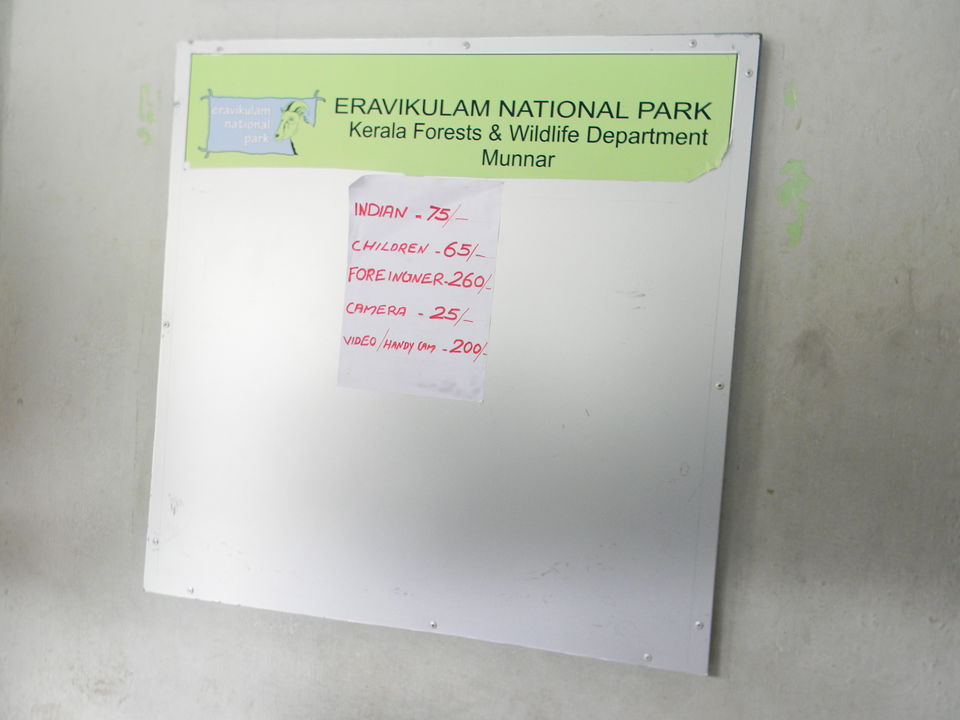 eravikulam
national
park
ERAVIKULAM NATIONAL PARK
Kerala Forests & Wildlife Department
Munnar
INDIAN - 75/-
CHILDREN - 65/-
FOREINGNER - 260/-
CAMERA - 25/-
VIDEO/HANDY CAM - 200/-